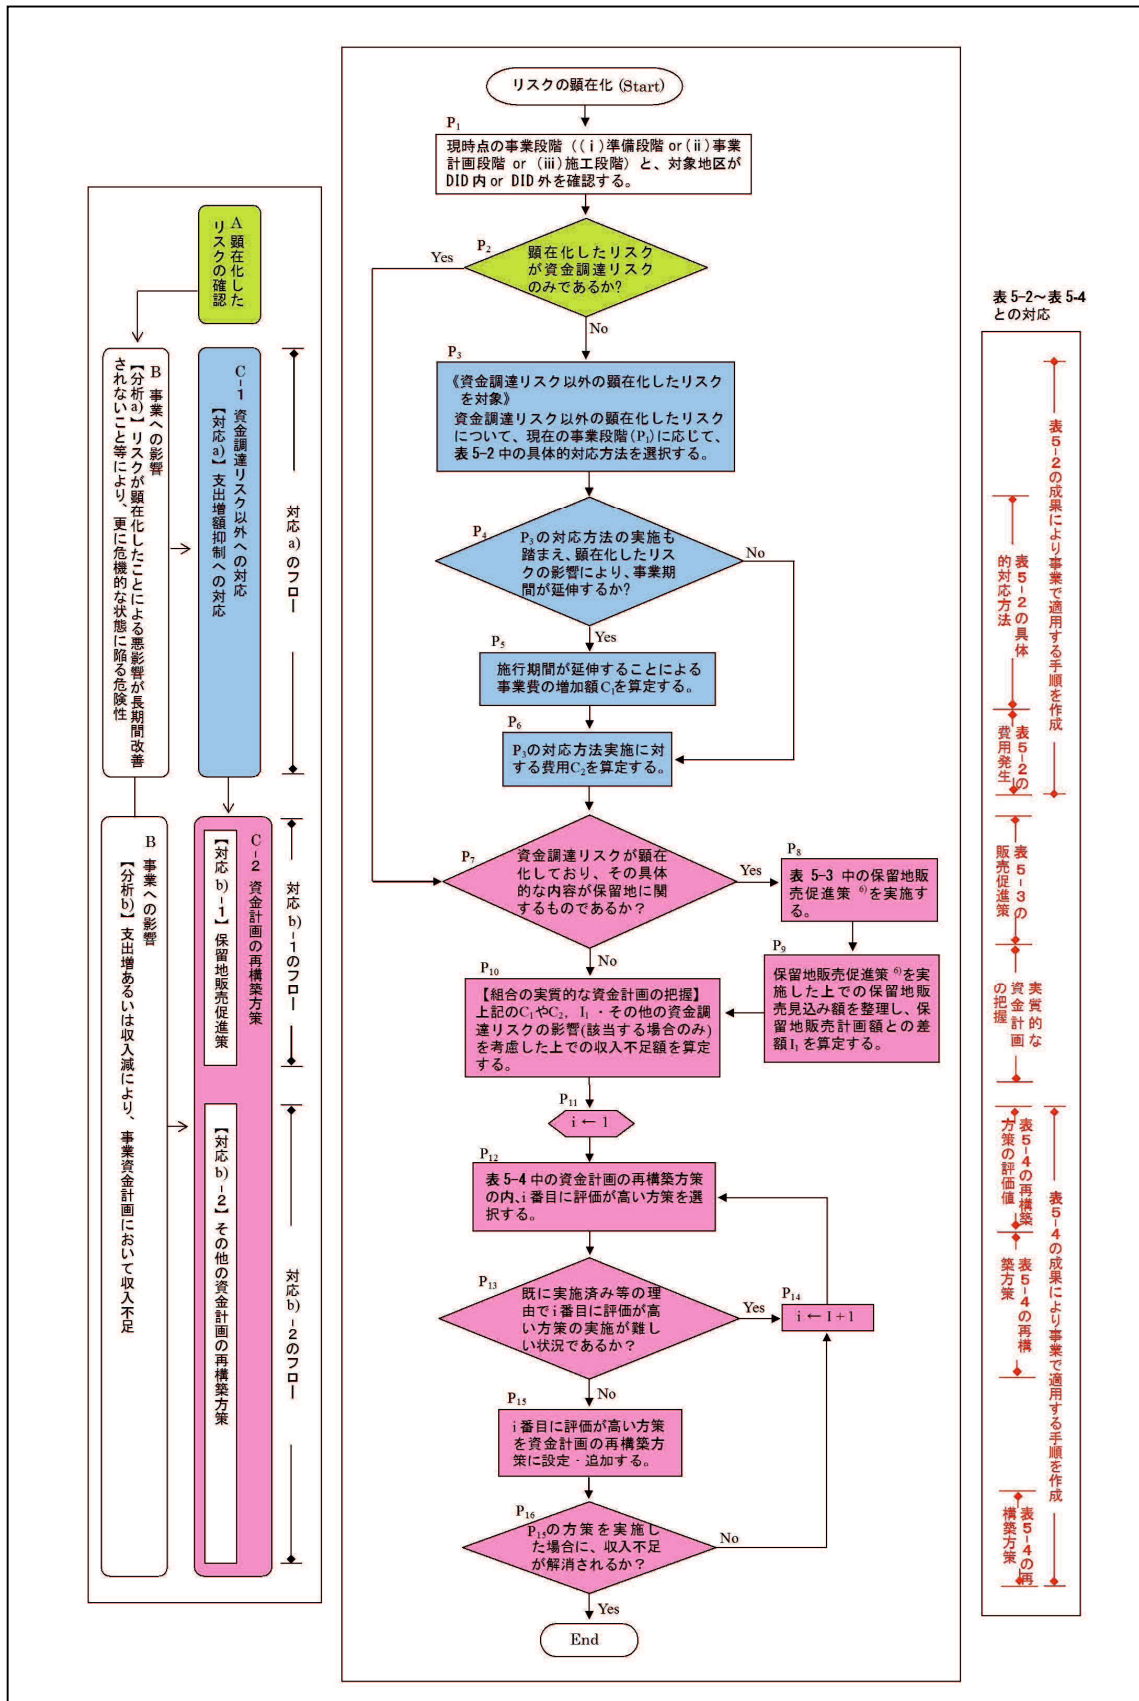 リスクの顕在化 (Start)
P1
現時点の事業段階（(ⅰ)準備段階 or (ⅱ)事業
計画段階 or (ⅲ)施工段階）と、対象地区が
DID 内 or DID 外を確認する。
P2
顕在化したリスク
が資金調達リスク
のみであるか?
Yes
No
P3
《資金調達リスク以外の顕在化したリスク
を対象》
資金調達リスク以外の顕在化したリスク
について、現在の事業段階(P1)に応じて、
表 5-2 中の具体的対応方法を選択する。
P4
P3の対応方法の実施も
踏まえ、顕在化したリス
クの影響により、事業期
間が延伸するか?
No
Yes
P5
施行期間が延伸することによる
事業費の増加額C1を算定する。
P6
P3の対応方法実施に対
する費用C2を算定する。
P7
資金調達リスクが顕在
化しており、その具体
的な内容が保留地に関
するものであるか？
Yes
No
P8
表 5-3 中の保留地販
売促進策 6)を実施す
る。
P9
保留地販売促進策 6)を実
施した上での保留地販
売見込み額を整理し、保
留地販売計画額との差
額I1 を算定する。
P10
【組合の実質的な資金計画の把握】
上記のC1やC2, I1・その他の資金調
達リスクの影響(該当する場合のみ)
を考慮した上での収入不足額を算定
する。
P11
i ← 1
P12
表 5-4 中の資金計画の再構築方策
の内、i 番目に評価が高い方策を選
択する。
P13
既に実施済み等の理
由で i 番目に評価が高
い方策の実施が難し
い状況であるか？
Yes
No
P14
i ← I + 1
P15
i 番目に評価が高い方策
を資金計画の再構築方
策に設定・追加する。
P16
P15の方策を実施し
た場合に、収入不足
が解消されるか？
No
Yes
End
A 顕在化した
リスクの確認
B 事業への影響
【分析a)】リスクが顕在化したことによる悪影響が長期間改善
されないこと等により、更に危機的な状態に陥る危険性
C-1 資金調達リスク以外への対応
【対応a)】支出増額抑制への対応
対応a)のフロー
B 事業への影響
【分析b)】支出増あるいは収入減により、事業資金計画において収入不足
C-2 資金計画の再構築方策
【対応b)-1】保留地販売促進策
対応b)-1のフロー
【対応b)-2】その他の資金計画の再構築方策
対応b)-2のフロー
表 5-2～表 5-4
との対応
表5-2の成果により事業で適用する手順を作成
表5-2の具体
的対応方法
表5-2の
費用発生
表5-3の
販売促進策
実質的な
資金計画
の把握
表5-4の成果により事業で適用する手順を作成
表5-4の再構築
方策の評価値
表5-4の再構
築方策
表5-4の再
構築方策